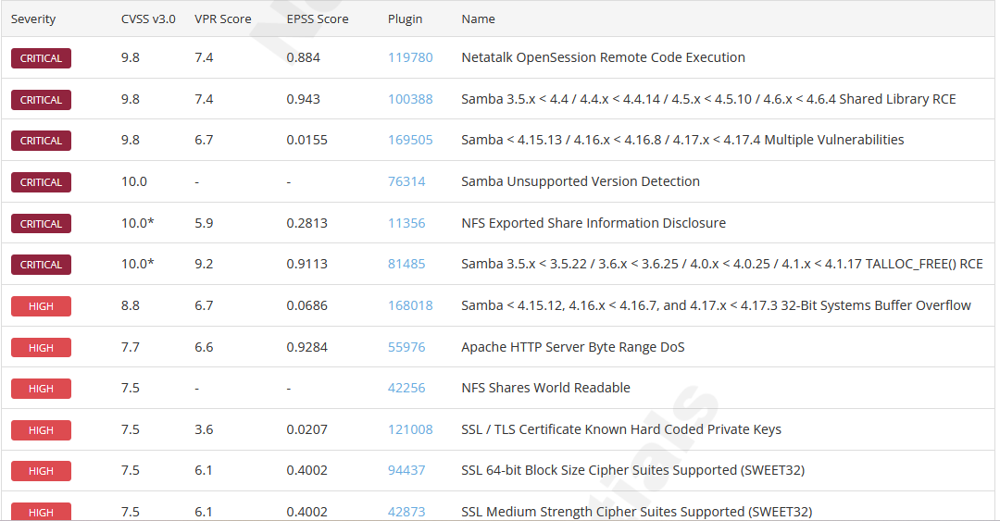 Severity CVSS v3.0 VPR Score EPSS Score Plugin Name
CRITICAL 9.8 7.4 0.884 119780 Netatalk OpenSession Remote Code Execution
CRITICAL 9.8 7.4 0.943 100388 Samba 3.5.x < 4.4 / 4.4.x < 4.4.14 / 4.5.x < 4.5.10 / 4.6.x < 4.6.4 Shared Library RCE
CRITICAL 9.8 6.7 0.0155 169505 Samba < 4.15.13 / 4.16.x < 4.16.8 / 4.17.x < 4.17.4 Multiple Vulnerabilities
CRITICAL 10.0 - - 76314 Samba Unsupported Version Detection
CRITICAL 10.0* 5.9 0.2813 11356 NFS Exported Share Information Disclosure
CRITICAL 10.0* 9.2 0.9113 81485 Samba 3.5.x < 3.5.22 / 3.6.x < 3.6.25 / 4.0.x < 4.0.25 / 4.1.x < 4.1.17 TALLOC_FREE() RCE
HIGH 8.8 6.7 0.0686 168018 Samba < 4.15.12, 4.16.x < 4.16.7, and 4.17.x < 4.17.3 32-Bit Systems Buffer Overflow
HIGH 7.7 6.6 0.9284 55976 Apache HTTP Server Byte Range DoS
HIGH 7.5 - - 42256 NFS Shares World Readable
HIGH 7.5 3.6 0.0207 121008 SSL / TLS Certificate Known Hard Coded Private Keys
HIGH 7.5 6.1 0.4002 94437 SSL 64-bit Block Size Cipher Suites Supported (SWEET32)
HIGH 7.5 6.1 0.4002 42873 SSL Medium Strength Cipher Suites Supported (SWEET32)